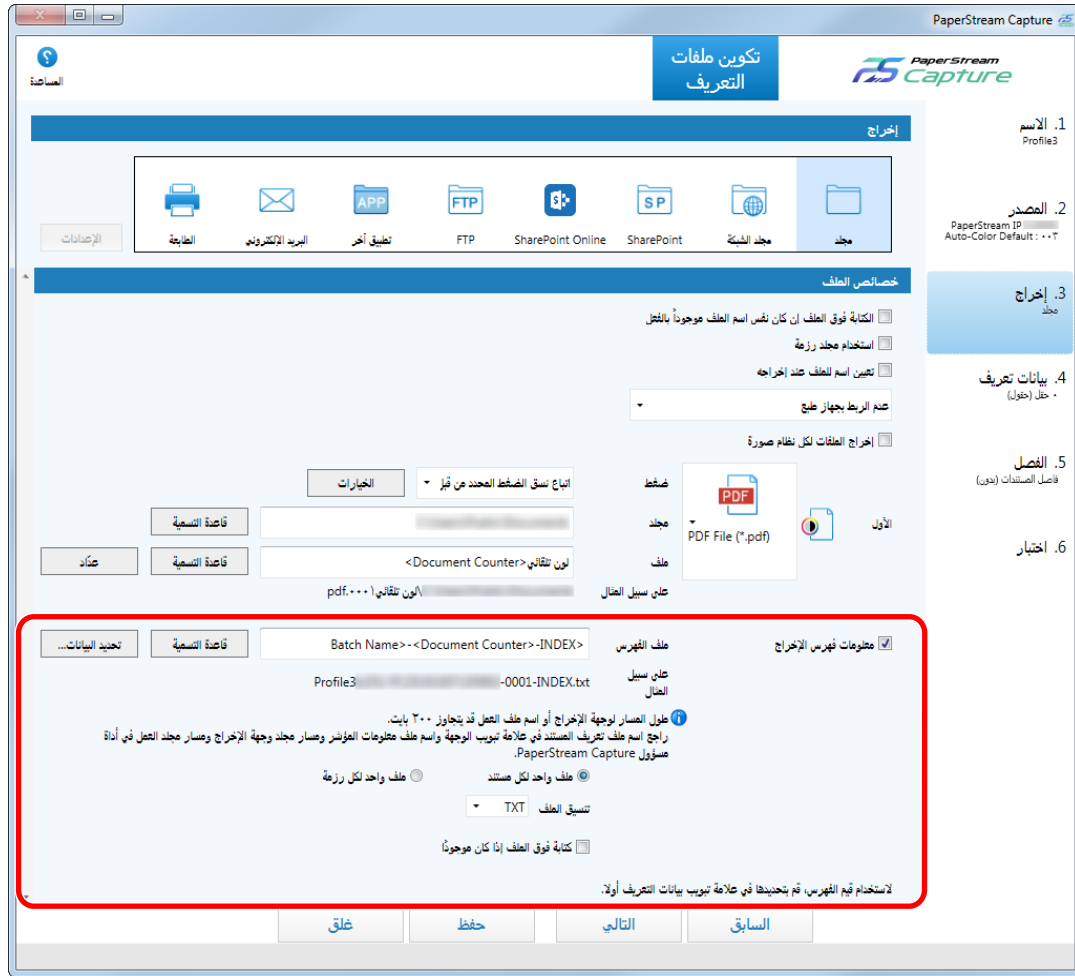 PaperStream Capture
المساعدة
تكوين ملفات
التعريف
PaperStream
Capture
1. الاسم
Profile3
2. المصدر
PaperStream IP
Auto-Color Default : ٠٠٣
3. إخراج
مجلد
4. بيانات تعريف
٠ حقل (حقول)
5. الفصل
فاصل المستندات (بدون)
6. اختبار
إخراج
مجلد
مجلد الشبكة
SP
SharePoint
SharePoint Online
FTP
FTP
APP
تطبيق آخر
البريد الإلكتروني
الطابعة
الإعدادات
خصائص الملف
الكتابة فوق الملف إن كان نفس اسم الملف موجوداً بالفعل
استخدام مجلد رزمة
تعيين اسم للملف عند إخراجه
عدم الربط بجهاز طبع
إخراج الملفات لكل نظام صورة
الأول
PDF
PDF File (*.pdf)
ضغط
اتباع نسق الضغط المحدد من قبل
الخيارات
مجلد
قاعدة التسمية
ملف
لون تلقائي<Document Counter>
قاعدة التسمية
عدّاد
على سبيل المثال
\لون تلقائي٠٠٠١\.pdf
معلومات فهرس الإخراج
ملف الفهرس
Batch Name>-<Document Counter>-INDEX>
قاعدة التسمية
تحديد البيانات...
على سبيل
المثال
Profile3 -0001-INDEX.txt
طول المسار لوجهة الإخراج أو اسم ملف العمل قد يتجاوز ٢٠٠ بايت.
راجع اسم ملف تعريف المستند في علامة تبويب الوجهة واسم ملف معلومات المؤشر ومسار مجلد وجهة الإخراج ومسار مجلد العمل في أداة
مسؤول PaperStream Capture.
ملف واحد لكل مستند
ملف واحد لكل رزمة
تنسيق الملف TXT
كتابة فوق الملف إذا كان موجودًا
لاستخدام قيم الفهرس، قم بتحديدها في علامة تبويب بيانات التعريف أولا.
السابق
التالي
حفظ
غلق